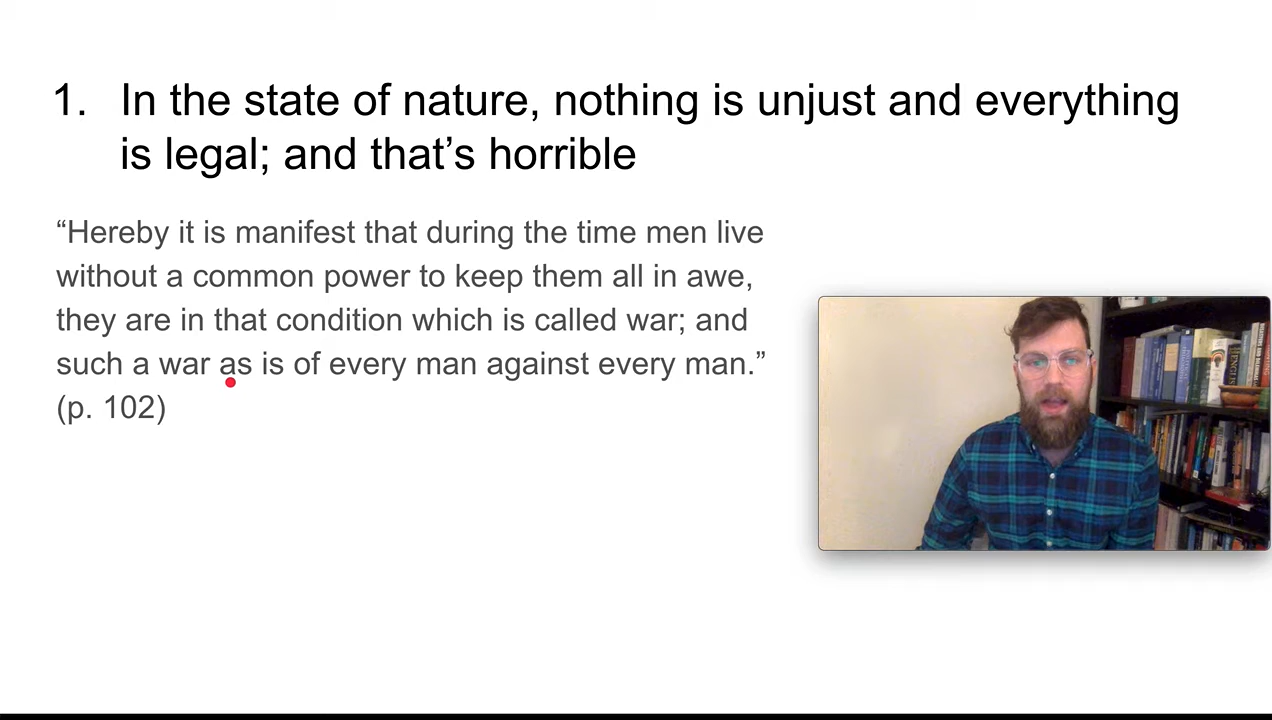 1. In the state of nature, nothing is unjust and everything
is legal; and that’s horrible
“Hereby it is manifest that during the time men live
without a common power to keep them all in awe,
they are in that condition which is called war; and
such a war as is of every man against every man.”
(p. 102)